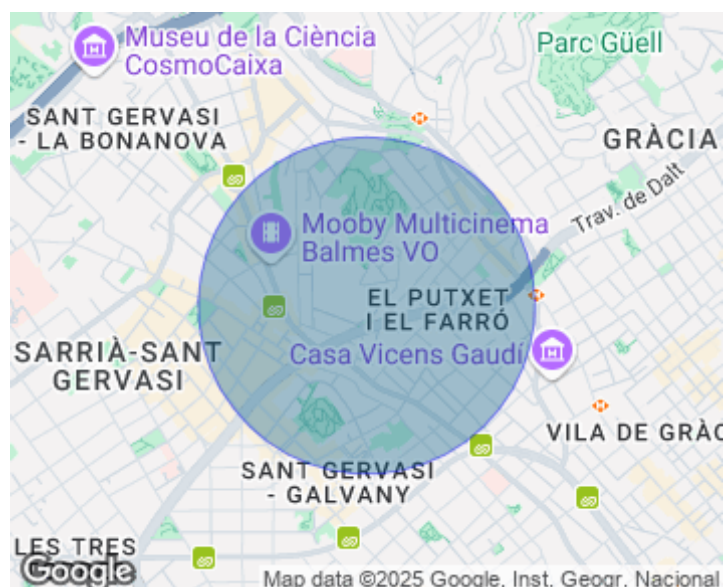 Museu de la Ciència
CosmoCaixa
Parc Güell
SANT GERVASI
- LA BONANOVA
GRÀCIA
Trav. de Dalt
Mooby Multicinema
Balmes VO
EL PUTXET
I EL FARRÓ
SARRIÀ-SANT
GERVASI
Casa Vicens Gaudí
VILA DE GRÀC
SANT GERVASI
- GALVANY
LES TRES
Google
Map data ©2025 Google, Inst. Geogr. Nacional